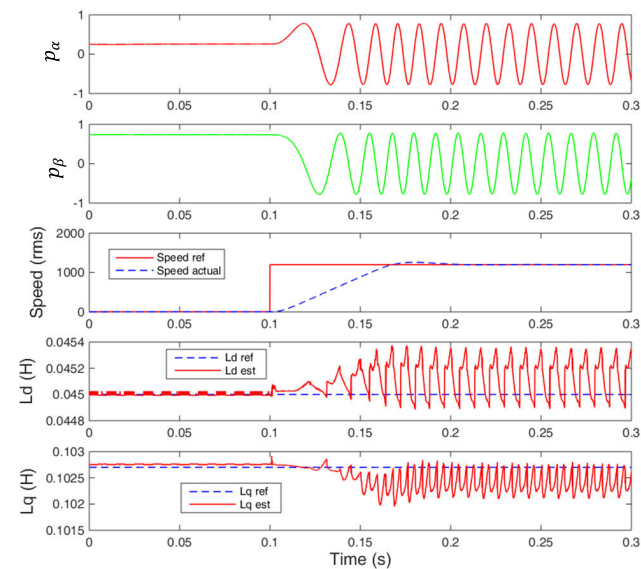 pα
1
0
-1
0 0.05 0.1 0.15 0.2 0.25 0.3
pβ
1
0
-1
0 0.05 0.1 0.15 0.2 0.25 0.3
Speed (rms)
2000
1000
0
Speed ref
Speed actual
0 0.05 0.1 0.15 0.2 0.25 0.3
Ld (H)
0.0454
0.045
0.0448
Ld ref
Ld est
0 0.05 0.1 0.15 0.2 0.25 0.3
Lq (H)
0.103
0.1025
0.102
0.1015
Lq ref
Lq est
0 0.05 0.1 0.15 0.2 0.25 0.3
Time (s)